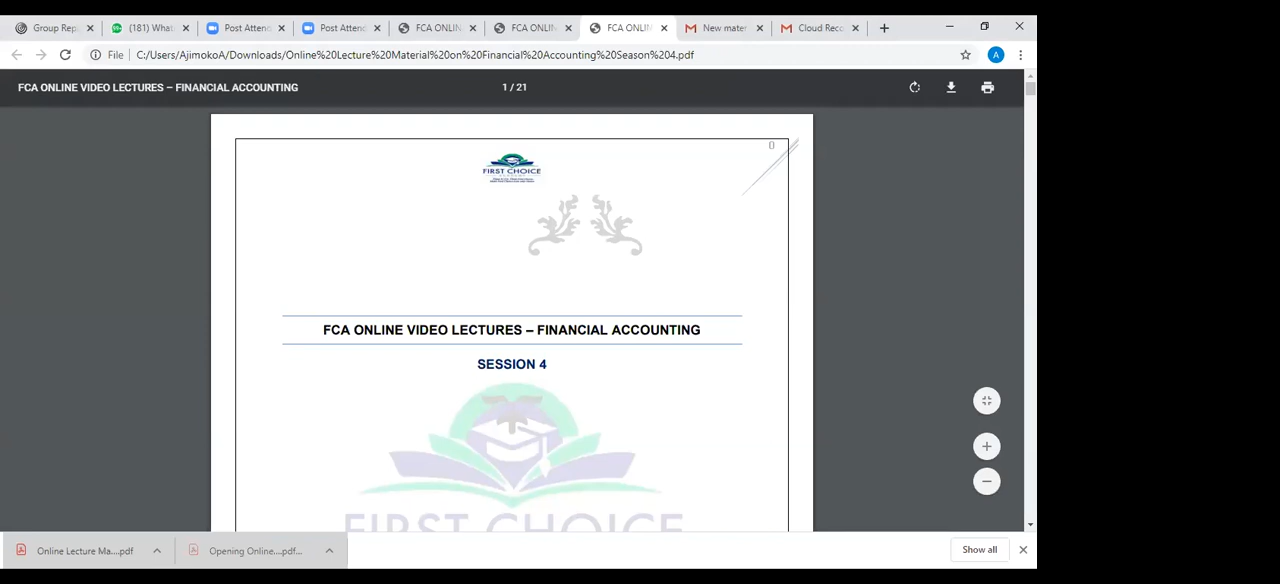 Group Rep
(181) What
Post Attend
Post Attend
FCA ONLIN
FCA ONLIN
FCA ONLIN
New mater
Cloud Reco
File
C:/Users/AjimokoA/Downloads/Online%20Lecture%20Material%20on%20Financial%20Accounting%20Season%204.pdf
A
FCA ONLINE VIDEO LECTURES – FINANCIAL ACCOUNTING
1 / 21
0
FIRST CHOICE
FCA ONLINE VIDEO LECTURES – FINANCIAL ACCOUNTING
SESSION 4
FIRST CHOICE
Online Lecture Ma....pdf
Opening Online....pdf...
Show all